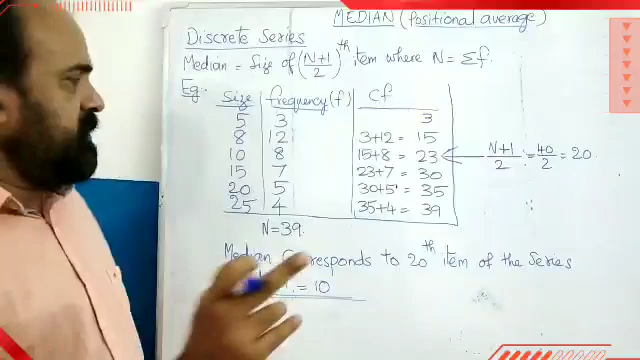 MEDIAN (positional average)
Discrete Series
Median = Size of (N+1/2)th item where N = Σf.
Eg:
Size frequency(f) cf
5 3 3
8 12 3+12 = 15
10 8 15+8 = 23 N+1/2 = 40/2 = 20
15 7 23+7 = 30
20 5 30+5 = 35
25 4 35+4 = 39
N=39.
Median Corresponds to 20th item of the Series
= 10